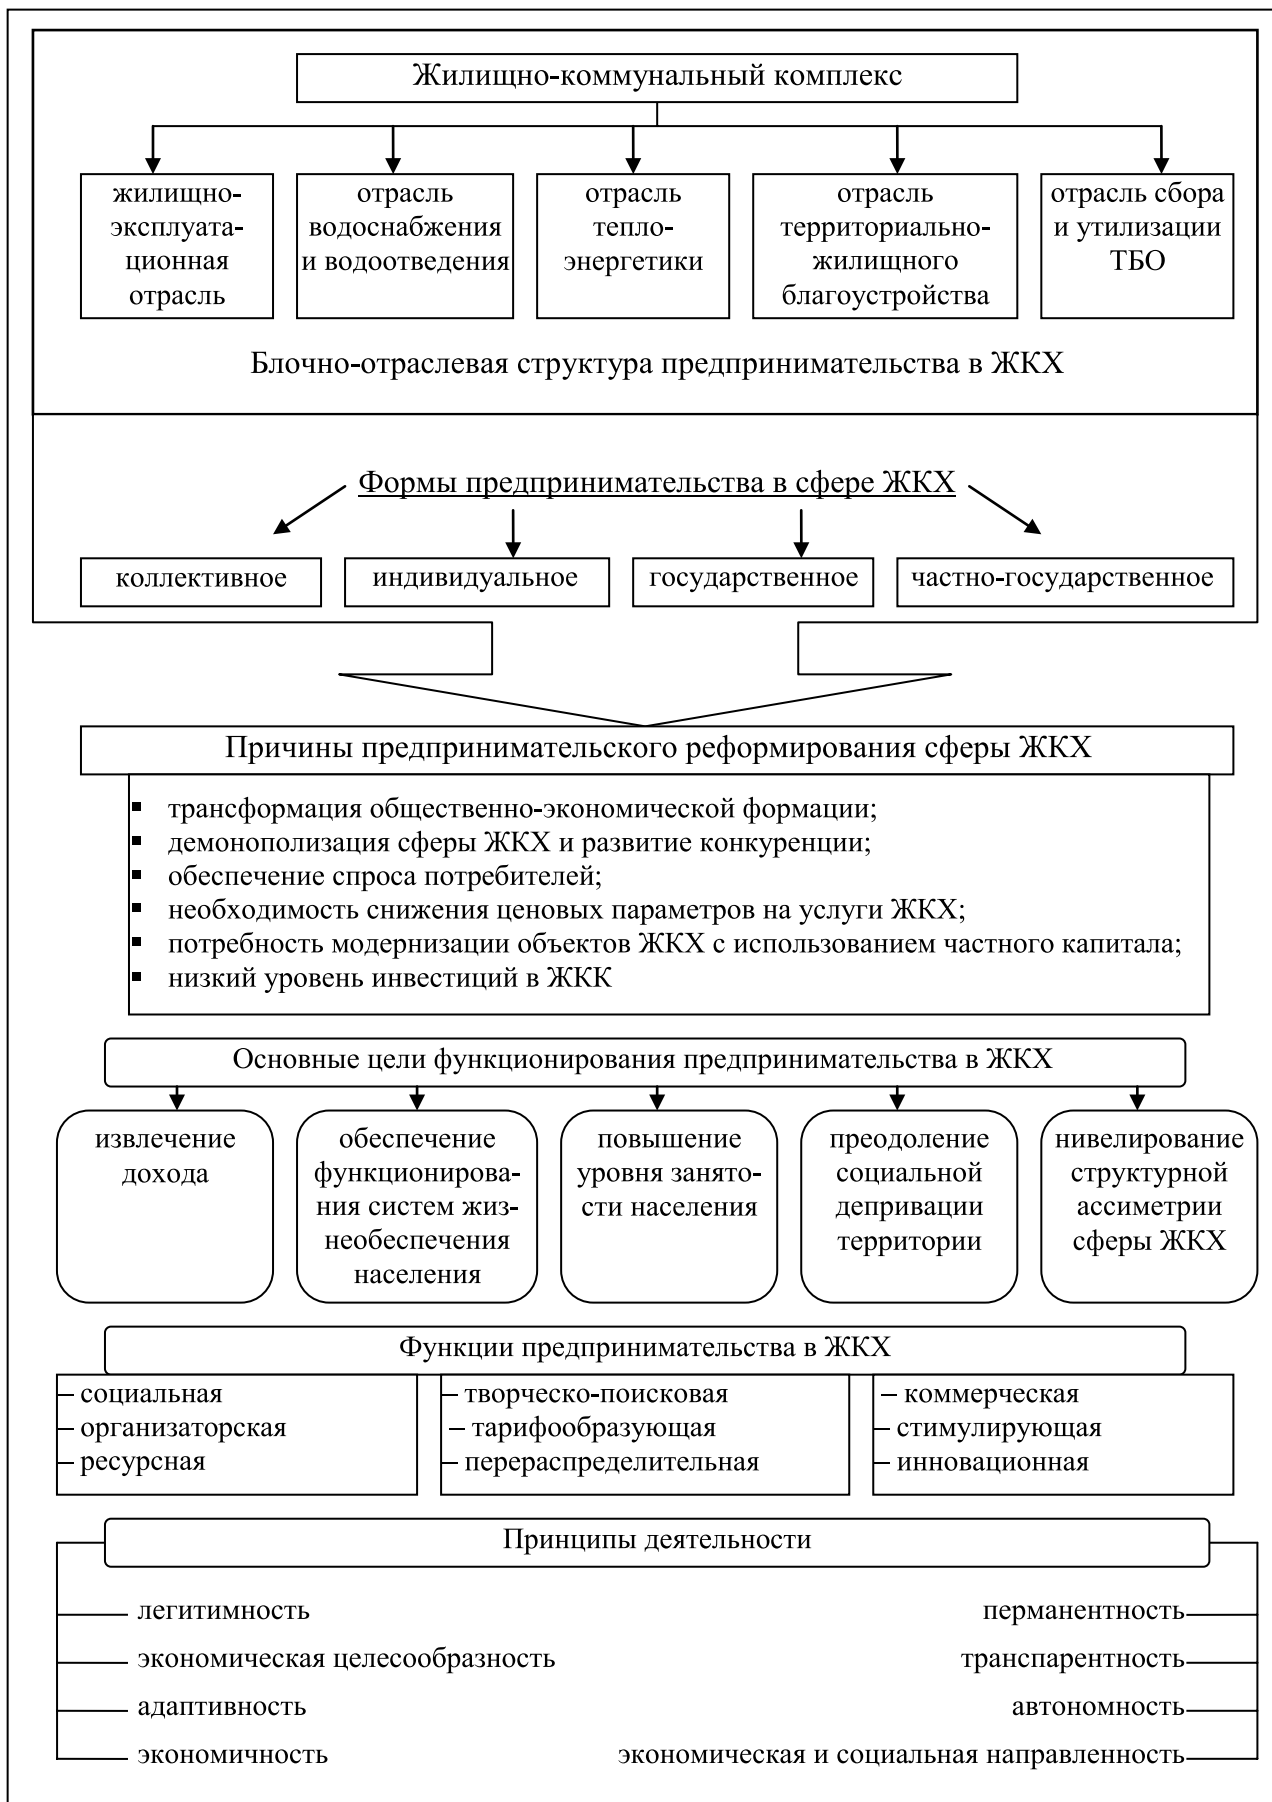 Жилищно-коммунальный комплекс
жилищно-
эксплуата-
ционная
отрасль
отрасль
водоснабжения
и водоотведения
отрасль
тепло-
энергетики
отрасль
территориально-
жилищного
благоустройства
отрасль сбора
и утилизации
ТБО
Блочно-отраслевая структура предпринимательства в ЖКХ
Формы предпринимательства в сфере ЖКХ
коллективное
индивидуальное
государственное
частно-государственное
Причины предпринимательского реформирования сферы ЖКХ
▪ трансформация общественно-экономической формации;
▪ демонополизация сферы ЖКХ и развитие конкуренции;
▪ обеспечение спроса потребителей;
▪ необходимость снижения ценовых параметров на услуги ЖКХ;
▪ потребность модернизации объектов ЖКХ с использованием частного капитала;
▪ низкий уровень инвестиций в ЖКК
Основные цели функционирования предпринимательства в ЖКХ
извлечение
дохода
обеспечение
функционирова-
ния систем жиз-
необеспечения
населения
повышение
уровня занято-
сти населения
преодоление
социальной
депривации
территории
нивелирование
структурной
ассиметрии
сферы ЖКХ
Функции предпринимательства в ЖКХ
– социальная
– организаторская
– ресурсная
– творческо-поисковая
– тарифообразующая
– перераспределительная
– коммерческая
– стимулирующая
– инновационная
Принципы деятельности
легитимность
экономическая целесообразность
адаптивность
экономичность
перманентность
транспарентность
автономность
экономическая и социальная направленность